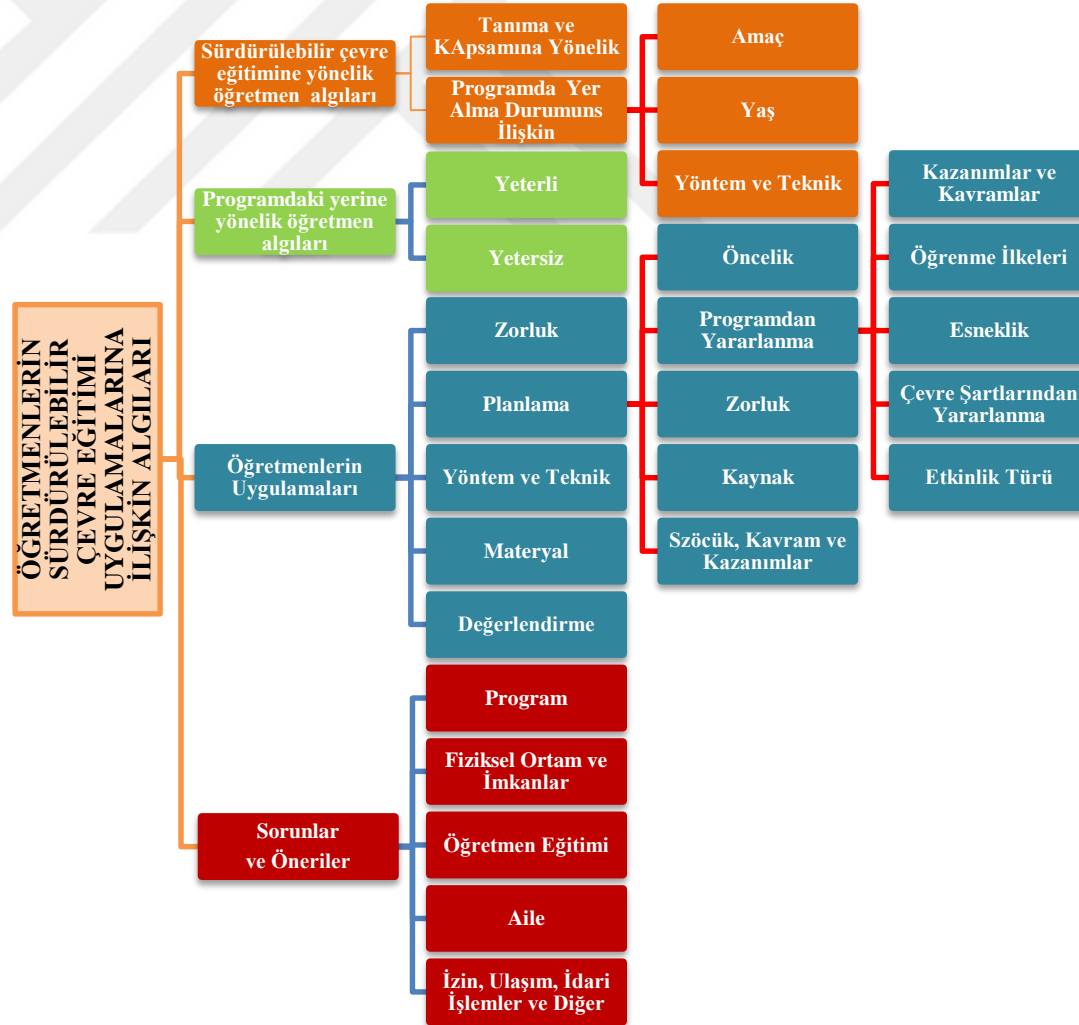 ÖĞRETMENLERİN
SÜRDÜRÜLEBİLİR
ÇEVRE EĞİTİMİ
UYGULAMALARINA
İLİŞKİN ALGILARI
Sürdürülebilir çevre
eğitimine yönelik
öğretmen algıları
Tanıma ve
KApsamına Yönelik
Programda Yer
Alma Durumuns
İlişkin
Amaç
Yaş
Yöntem ve Teknik
Programdaki yerine
yönelik öğretmen
algıları
Yeterli
Yetersiz
Öğretmenlerin
Uygulamaları
Zorluk
Planlama
Yöntem ve Teknik
Materyal
Değerlendirme
Öncelik
Programdan
Yararlanma
Zorluk
Kaynak
Szöcük, Kavram ve
Kazanımlar
Kazanımlar ve
Kavramlar
Öğrenme İlkeleri
Esneklik
Çevre Şartlarından
Yararlanma
Etkinlik Türü
Sorunlar
ve Öneriler
Program
Fiziksel Ortam ve
İmkanlar
Öğretmen Eğitimi
Aile
İzin, Ulaşım, İdari
İşlemler ve Diğer